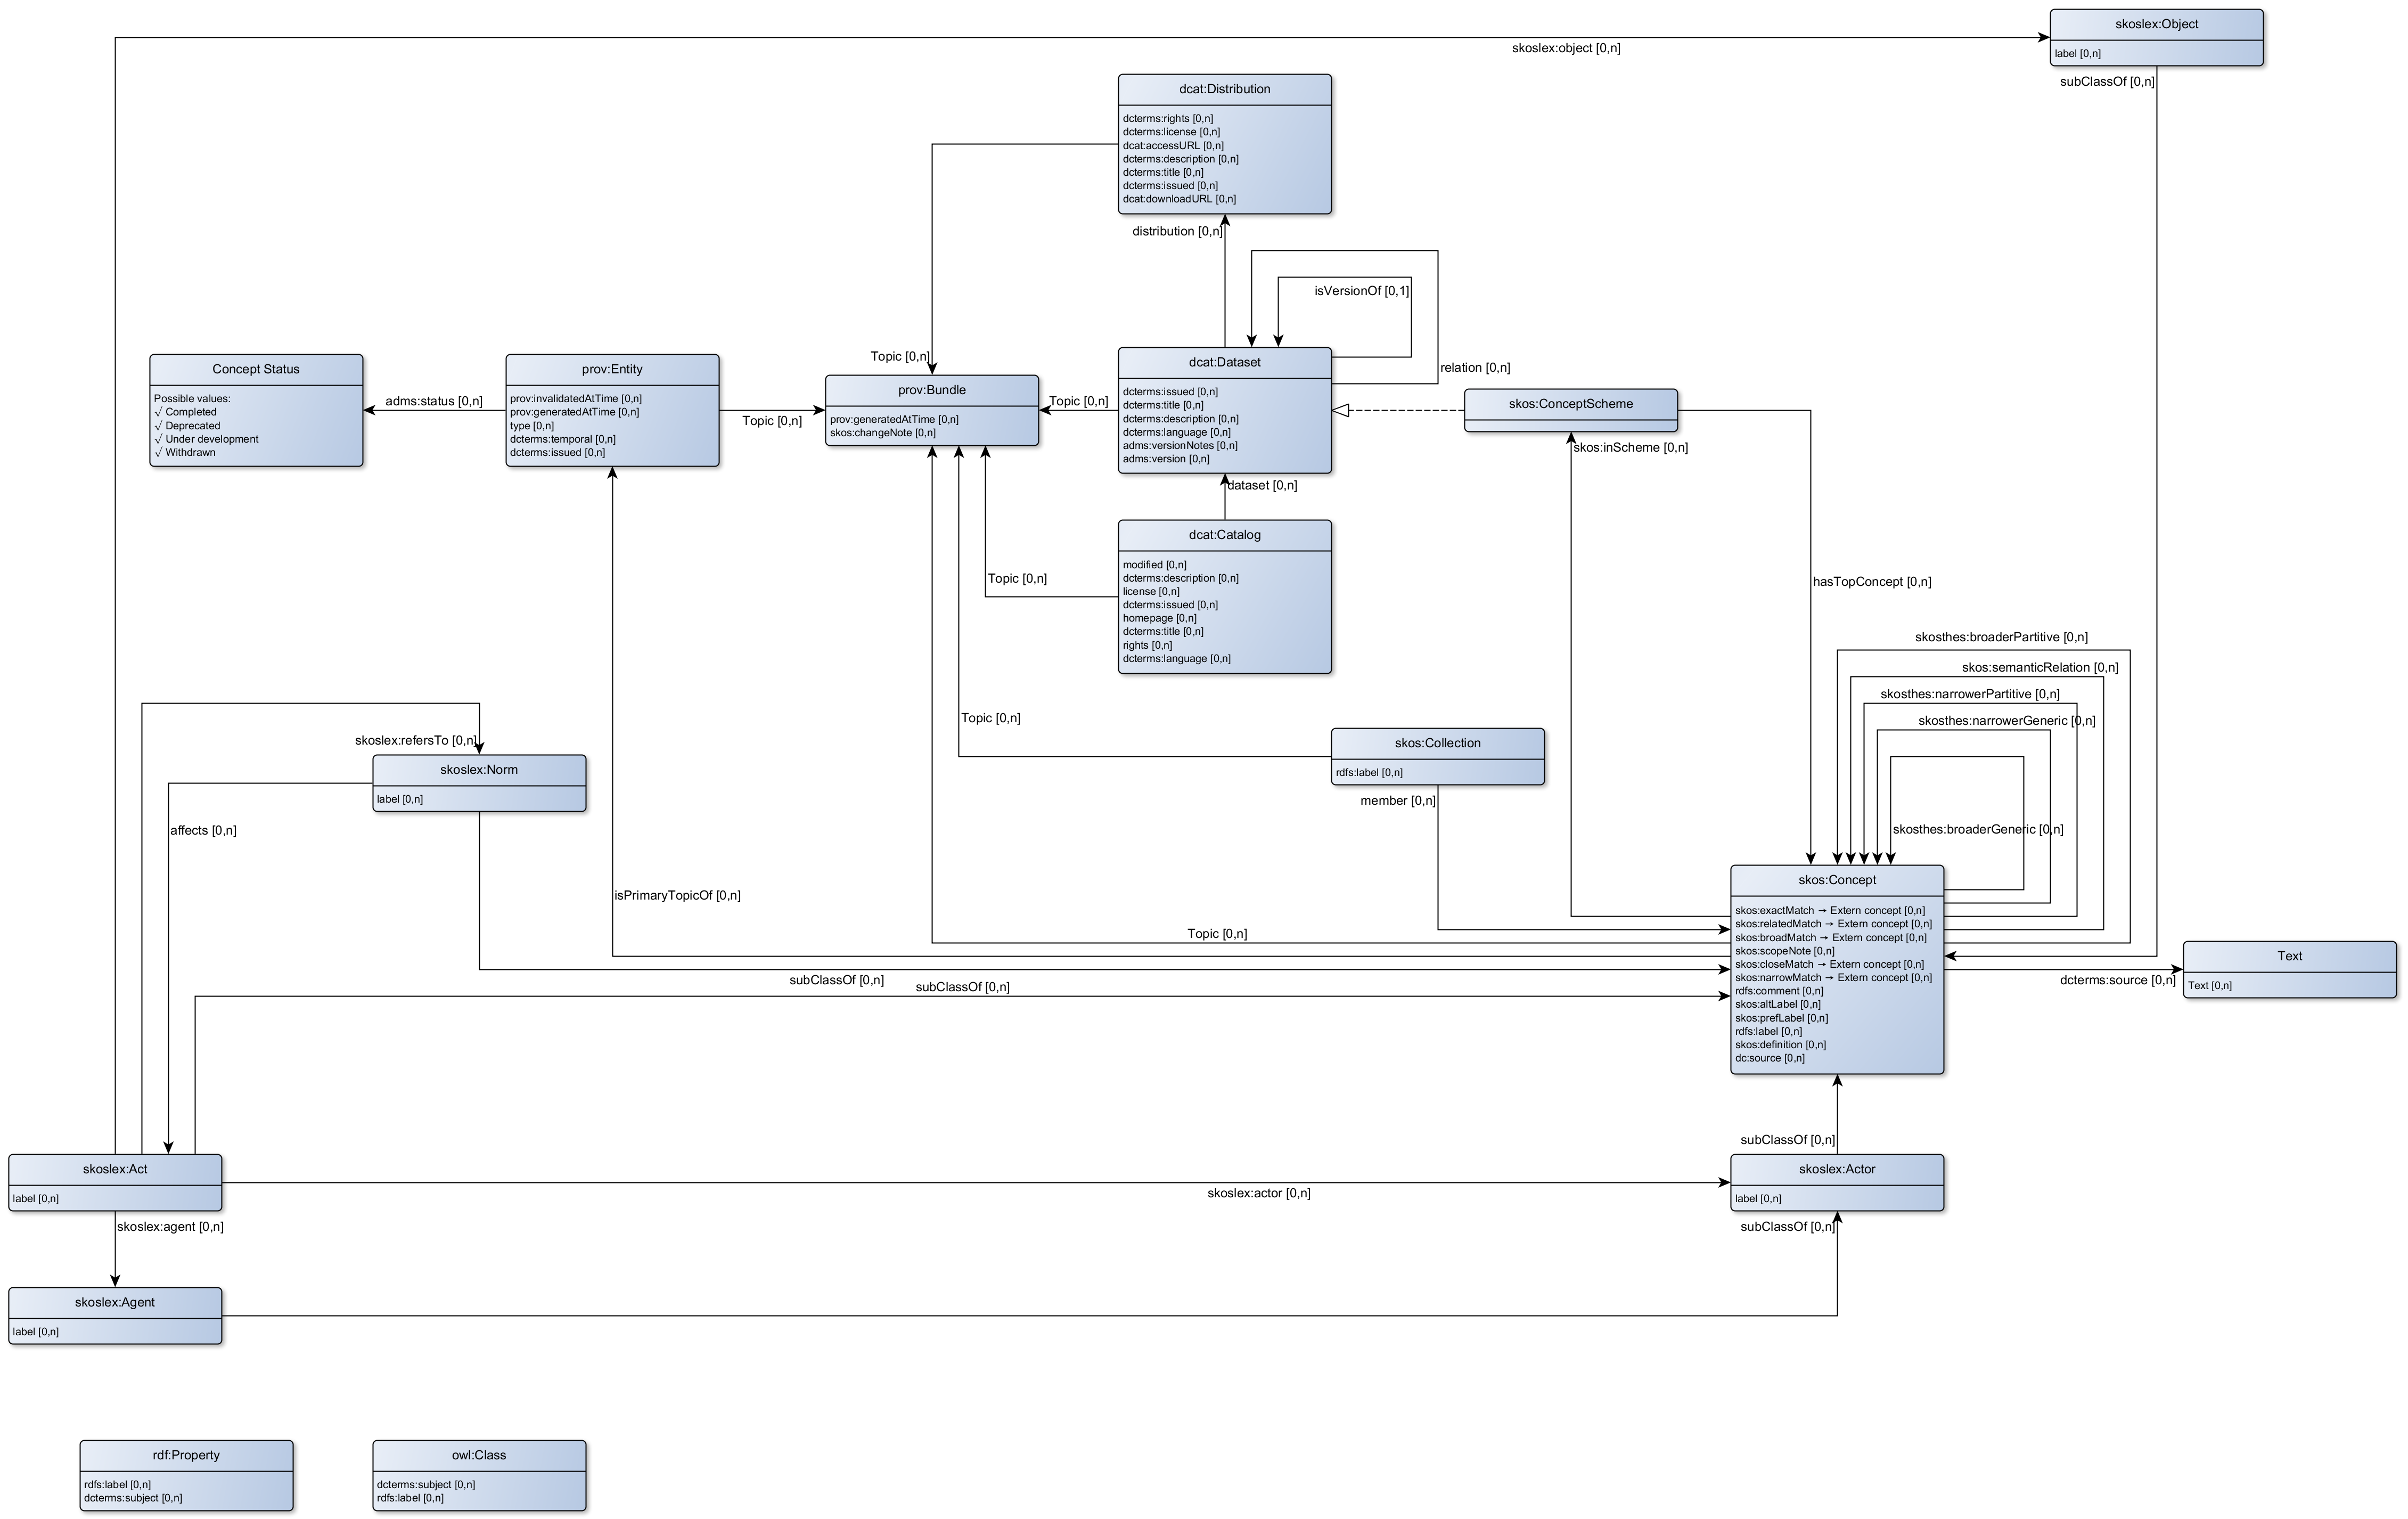 skoslex:Object
label [0,n]
skoslex:object [0,n]
subClassOf [0,n]
dcat:Distribution
dcterms:rights [0,n]
dcterms:license [0,n]
dcat:accessURL [0,n]
dcterms:description [0,n]
dcterms:title [0,n]
dcterms:issued [0,n]
dcat:downloadURL [0,n]
distribution [0,n]
isVersionOf [0,1]
relation [0,n]
Topic [0,n]
Concept Status
Possible values:
√ Completed
√ Deprecated
√ Under development
√ Withdrawn
adms:status [0,n]
prov:Entity
prov:invalidatedAtTime [0,n]
prov:generatedAtTime [0,n]
type [0,n]
dcterms:temporal [0,n]
dcterms:issued [0,n]
Topic [0,n]
prov:Bundle
prov:generatedAtTime [0,n]
skos:changeNote [0,n]
Topic [0,n]
dcat:Dataset
dcterms:issued [0,n]
dcterms:title [0,n]
dcterms:description [0,n]
dcterms:language [0,n]
adms:versionNotes [0,n]
adms:version [0,n]
skos:ConceptScheme
skos:inScheme [0,n]
dataset [0,n]
dcat:Catalog
modified [0,n]
dcterms:description [0,n]
license [0,n]
dcterms:issued [0,n]
homepage [0,n]
dcterms:title [0,n]
rights [0,n]
dcterms:language [0,n]
Topic [0,n]
hasTopConcept [0,n]
skosthes:broaderPartitive [0,n]
skos:semanticRelation [0,n]
skosthes:narrowerPartitive [0,n]
skosthes:narrowerGeneric [0,n]
skosthes:broaderGeneric [0,n]
Topic [0,n]
skos:Collection
rdfs:label [0,n]
member [0,n]
skoslex:refersTo [0,n]
skoslex:Norm
label [0,n]
affects [0,n]
isPrimaryTopicOf [0,n]
Topic [0,n]
subClassOf [0,n]
subClassOf [0,n]
skos:Concept
skos:exactMatch → Extern concept [0,n]
skos:relatedMatch → Extern concept [0,n]
skos:broadMatch → Extern concept [0,n]
skos:scopeNote [0,n]
skos:closeMatch → Extern concept [0,n]
skos:narrowMatch → Extern concept [0,n]
rdfs:comment [0,n]
skos:altLabel [0,n]
skos:prefLabel [0,n]
rdfs:label [0,n]
skos:definition [0,n]
dc:source [0,n]
dcterms:source [0,n]
Text
Text [0,n]
subClassOf [0,n]
skoslex:Act
label [0,n]
skoslex:actor [0,n]
skoslex:Actor
label [0,n]
skoslex:agent [0,n]
subClassOf [0,n]
skoslex:Agent
label [0,n]
rdf:Property
rdfs:label [0,n]
dcterms:subject [0,n]
owl:Class
dcterms:subject [0,n]
rdfs:label [0,n]